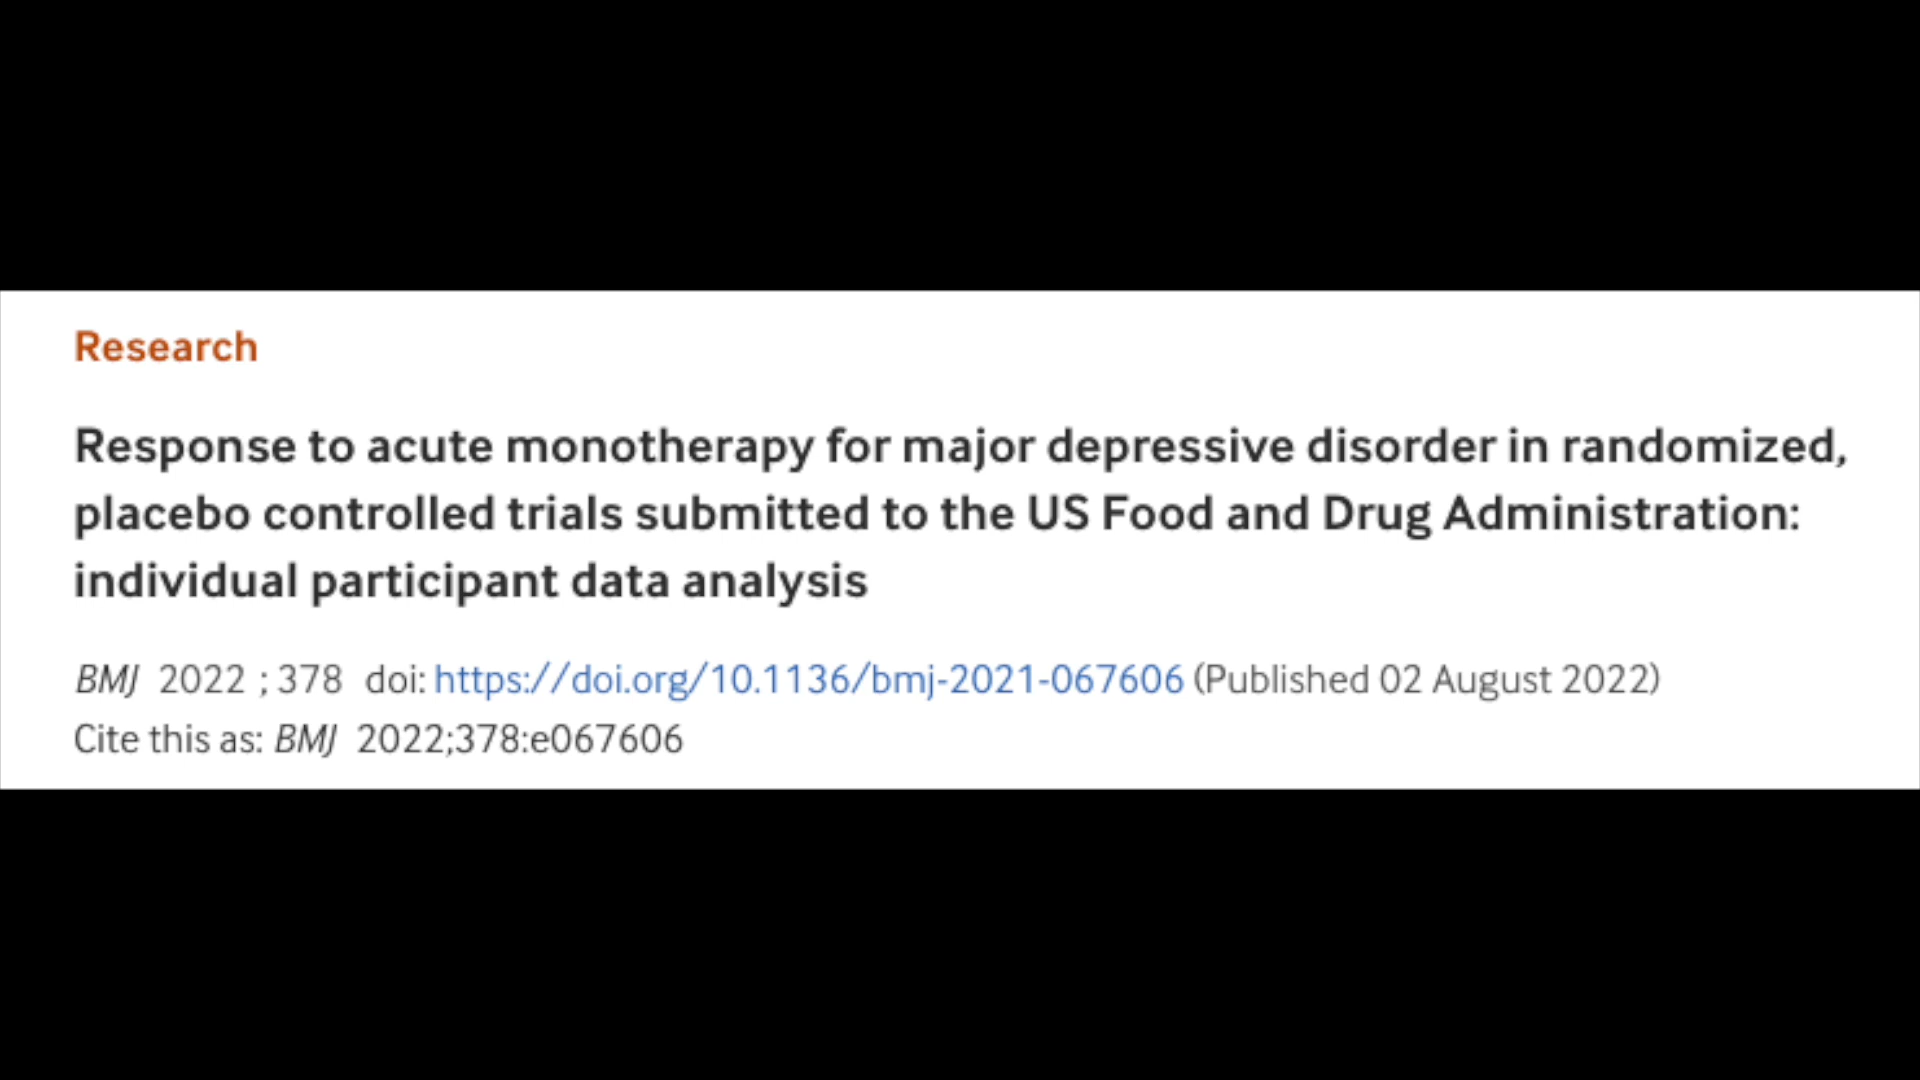 Research
Response to acute monotherapy for major depressive disorder in randomized,
placebo controlled trials submitted to the US Food and Drug Administration:
individual participant data analysis
BMJ 2022 ; 378 doi: https://doi.org/10.1136/bmj-2021-067606 (Published 02 August 2022)
Cite this as: BMJ 2022;378:e067606